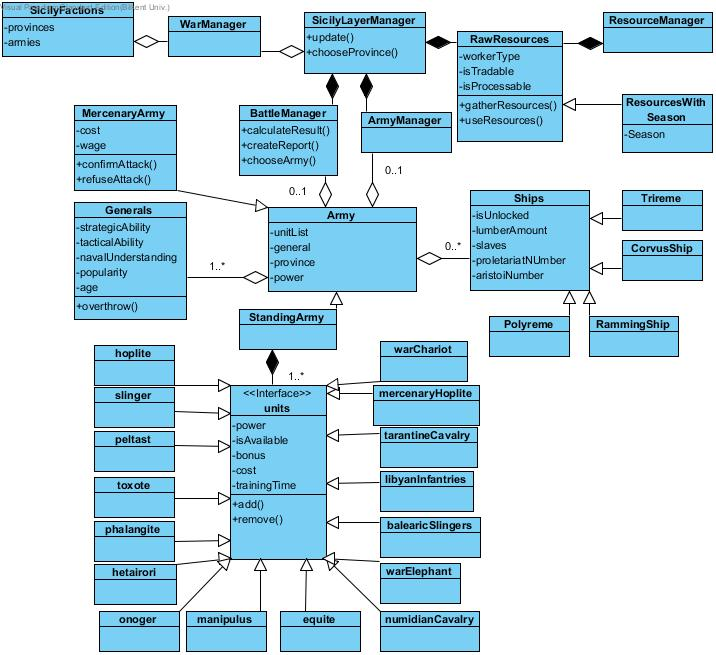 SicilyFactions
-provinces
-armies
WarManager
SicilyLayerManager
+update()
+chooseProvince()
RawResources
-workerType
-isTradable
-isProcessable
+gatherResources()
+useResources()
ResourceManager
ResourcesWith
Season
-Season
MercenaryArmy
-cost
-wage
+confirmAttack()
+refuseAttack()
BattleManager
+calculateResult()
+createReport()
+chooseArmy()
ArmyManager
0..1
0..1
Generals
-strategicAbility
-tacticalAbility
-navalUnderstanding
-popularity
-age
+overthrow()
1..*
Army
-unitList
-general
-province
-power
0..*
Ships
-isUnlocked
-lumberAmount
-slaves
-proletariatNUmber
-aristoiNumber
Trireme
CorvusShip
Polyreme
RammingShip
StandingArmy
1..*
hoplite
slinger
peltast
toxote
phalangite
hetairori
<<Interface>>
units
-power
-isAvailable
-bonus
-cost
-trainingTime
+add()
+remove()
warChariot
mercenaryHoplite
tarantineCavalry
libyanInfantries
balearicSlingers
warElephant
onoger
manipulus
equite
numidianCavalry